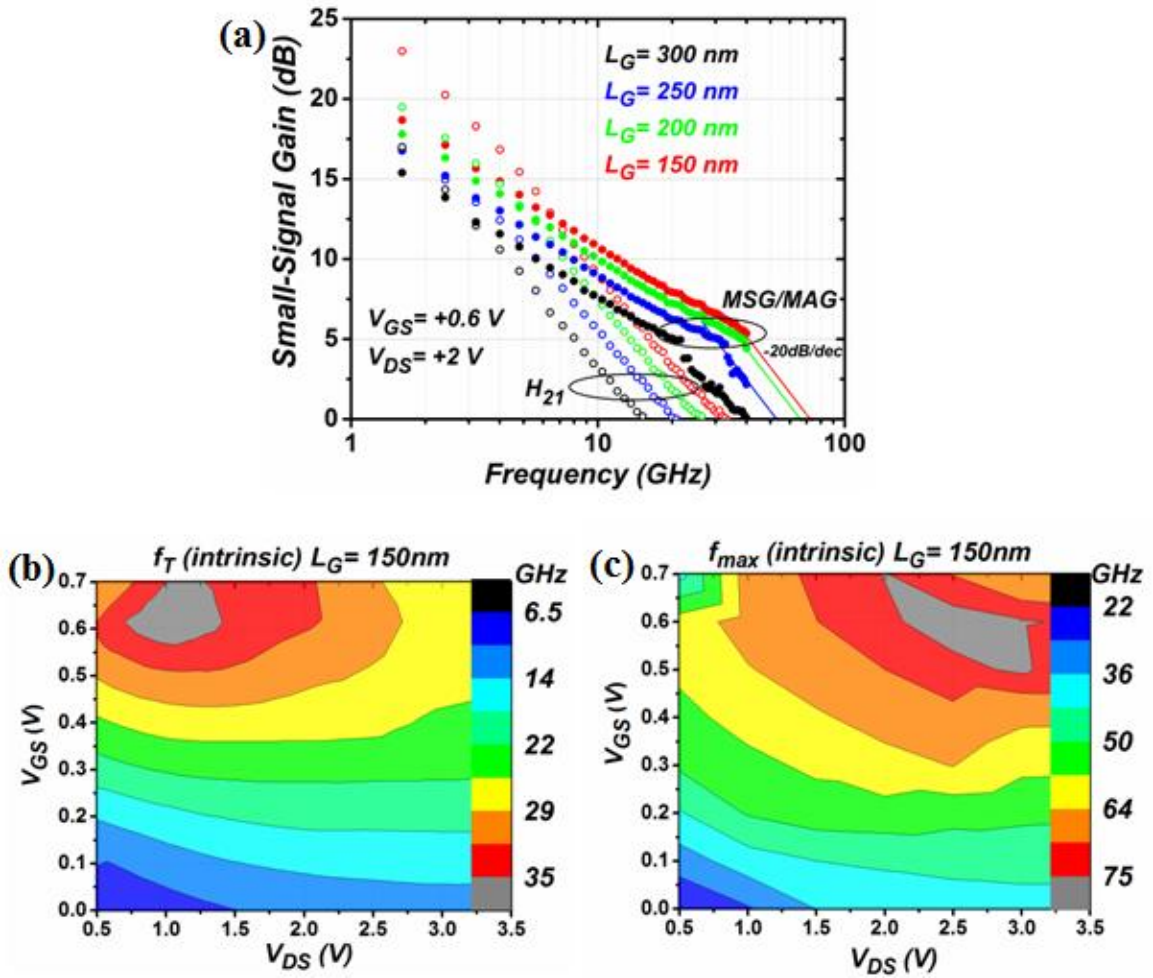 (a)
25
20
15
10
5
0
Small-Signal Gain (dB)
L_G= 300 nm
L_G= 250 nm
L_G= 200 nm
L_G= 150 nm
MSG/MAG
-20dB/dec
V_GS= +0.6 V
V_DS= +2 V
H_21
1 10 100
Frequency (GHz)
(b)
f_T (intrinsic) L_G= 150nm
GHz
6.5
14
22
29
35
0.7
0.6
0.5
0.4
0.3
0.2
0.1
0.0
V_GS (V)
0.5 1.0 1.5 2.0 2.5 3.0 3.5
V_DS (V)
(c)
f_max (intrinsic) L_G= 150nm
GHz
22
36
50
64
75
0.7
0.6
0.5
0.4
0.3
0.2
0.1
0.0
V_GS (V)
0.5 1.0 1.5 2.0 2.5 3.0 3.5
V_DS (V)